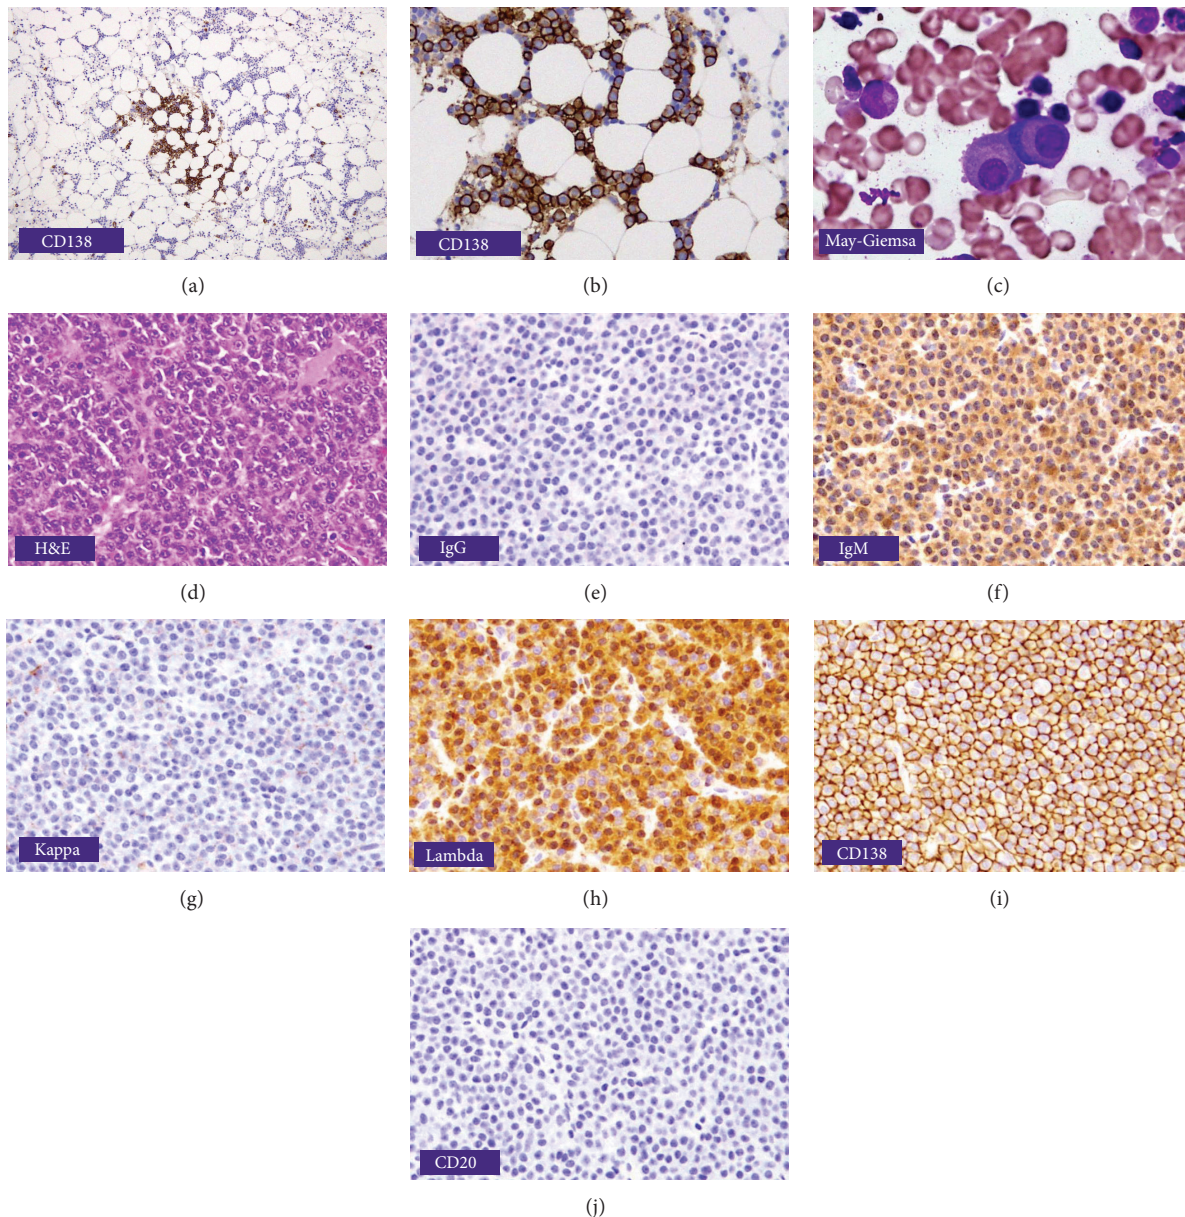 CD138
CD138
May-Giemsa
(a)
(b)
(c)
H&E
IgG
IgM
(d)
(e)
(f)
Kappa
Lambda
CD138
(g)
(h)
(i)
CD20
(j)